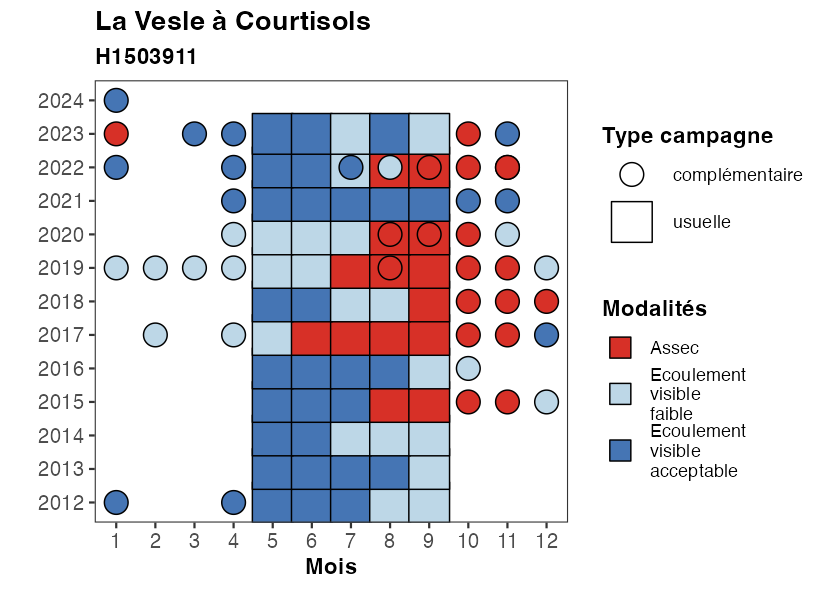 La Vesle à Courtisols
H1503911
2024
2023
2022
2021
2020
2019
2018
2017
2016
2015
2014
2013
2012
1 2 3 4 5 6 7 8 9 10 11 12
Mois
Type campagne
complémentaire
usuelle
Modalités
Assec
Ecoulement
visible
faible
Ecoulement
visible
acceptable